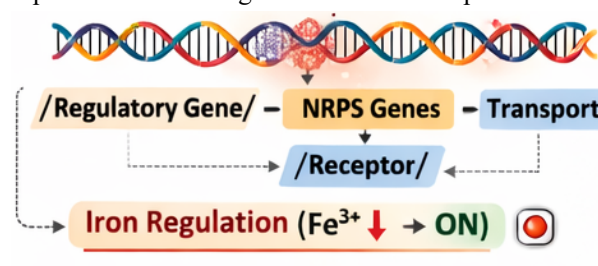 /Regulatory Gene/ – NRPS Genes – Transport
/Receptor/
Iron Regulation (Fe³⁺ ↓ → ON)